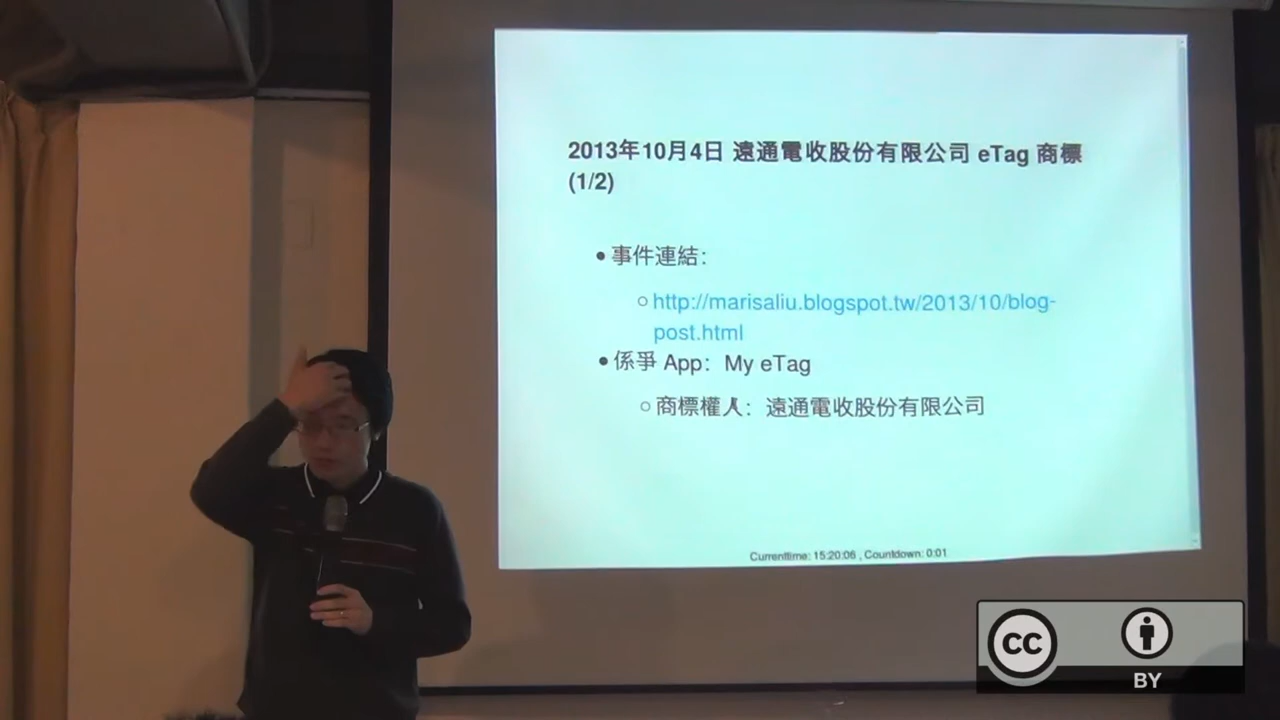 2013年10月4日 遠通電收股份有限公司 eTag 商標
(1/2)
事件連結：
http://marisaliu.blogspot.tw/2013/10/blog-
post.html
係爭 App：My eTag
商標權人：遠通電收股份有限公司
Currenttime: 15:20:06 , Countdown: 0:01
CC
BY